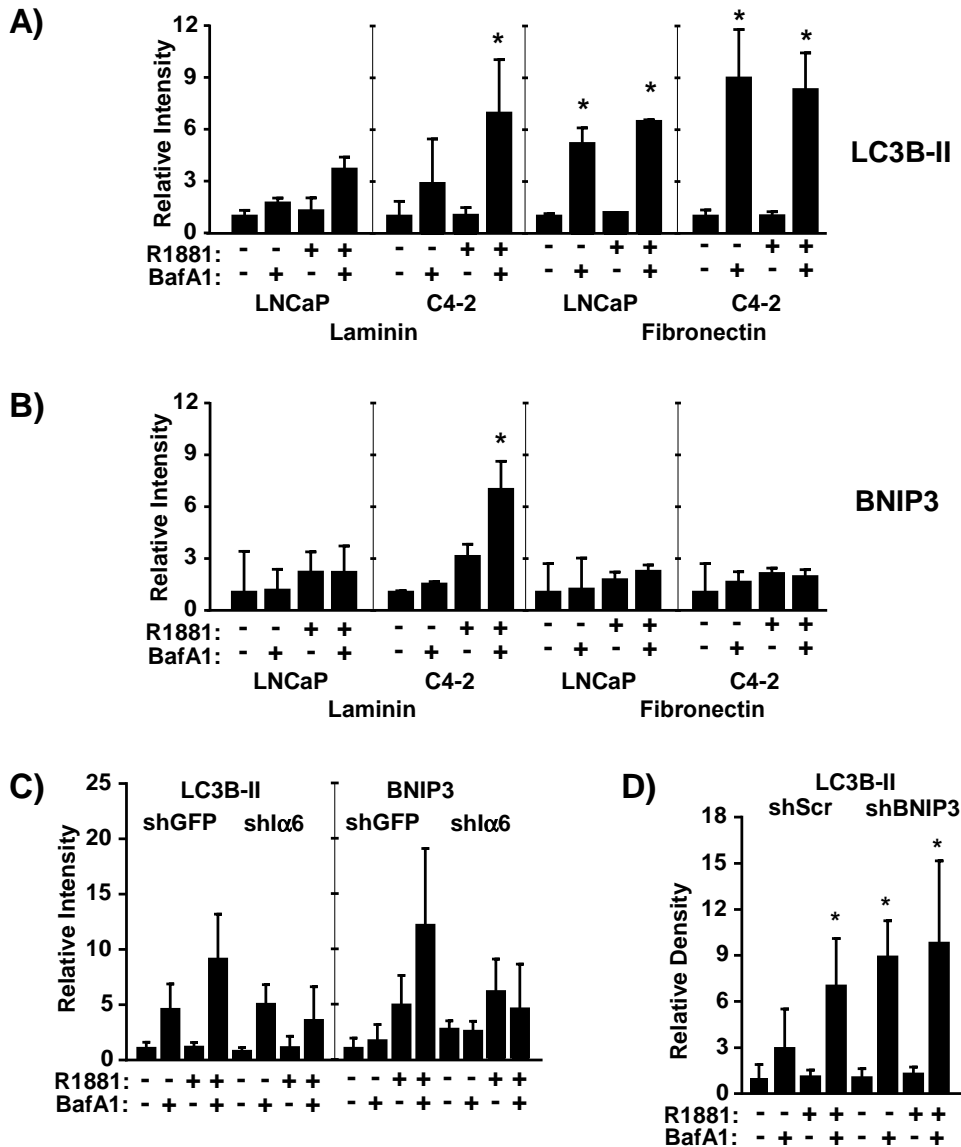 A)
12
9
6
3
0
Relative Intensity
* * * * *
LC3B-II
R1881: - - + + - - + + - - + + - - + +
BafA1: - + - + - + - + - + - + - + - +
LNCaP C4-2 LNCaP C4-2
Laminin Fibronectin
B)
12
9
6
3
0
Relative Intensity
*
BNIP3
R1881: - - + + - - + + - - + + - - + +
BafA1: - + - + - + - + - + - + - + - +
LNCaP C4-2 LNCaP C4-2
Laminin Fibronectin
C)
25
20
15
10
5
0
Relative Intensity
LC3B-II BNIP3
shGFP shIα6 shGFP shIα6
R1881: - - + + - - + + - - + + - - + +
BafA1: - + - + - + - + - + - + - + - +
D)
LC3B-II
shScr shBNIP3
18
15
12
9
6
3
0
Relative Density
* * *
R1881: - - + + - - + +
BafA1: - + - + - + - +